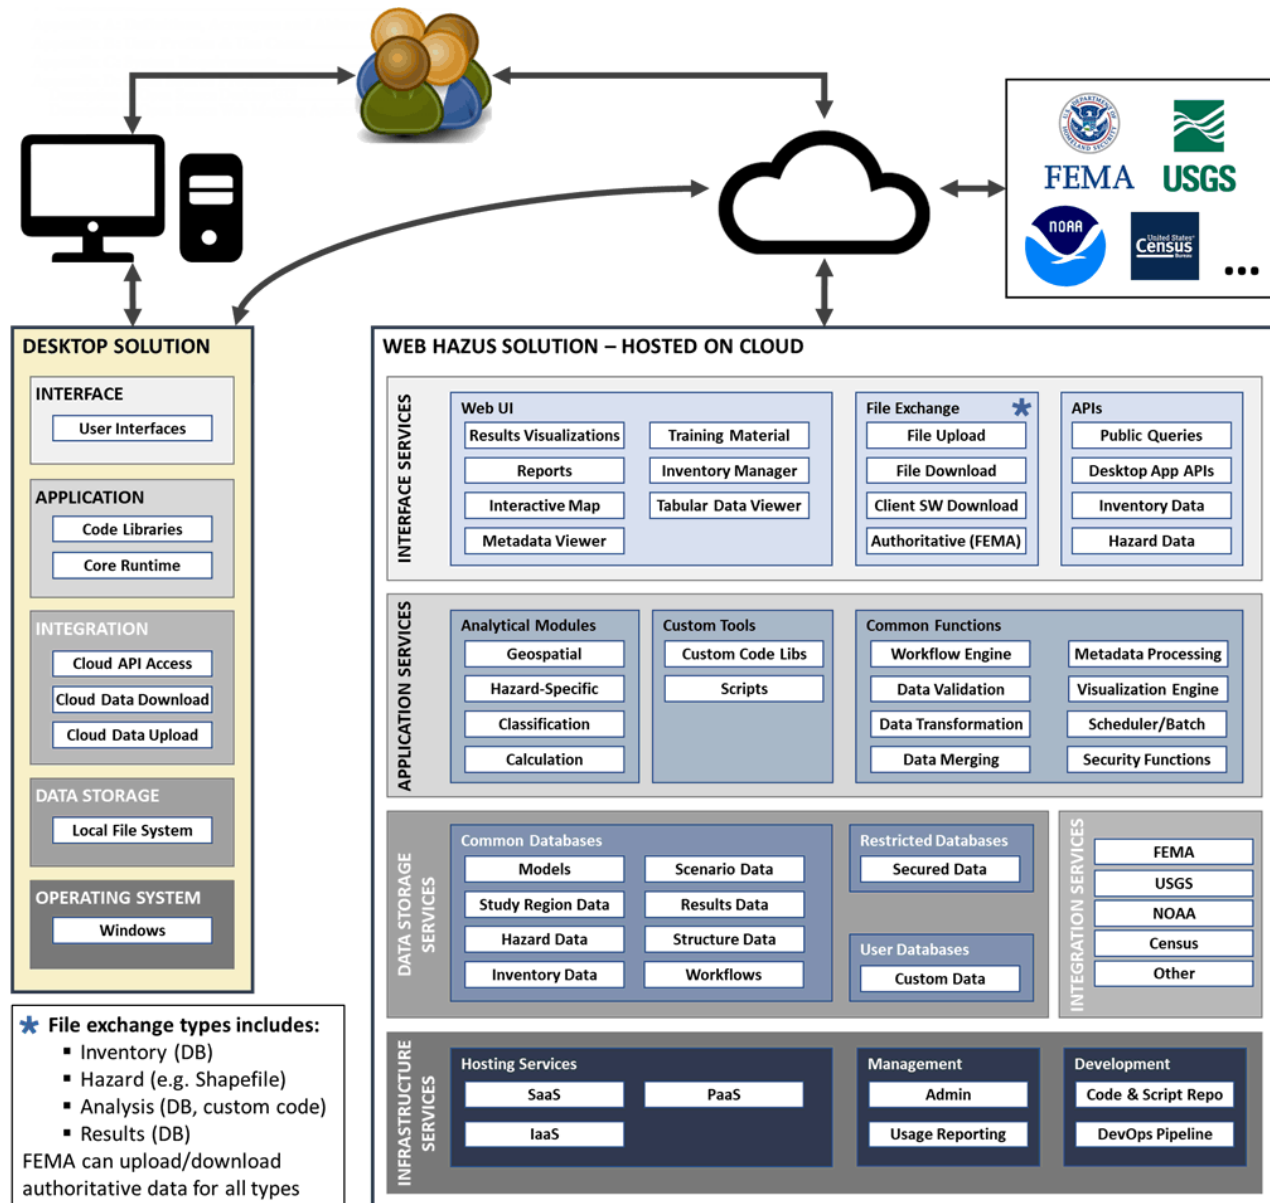 U.S. DEPARTMENT OF
HOMELAND SECURITY
FEMA
USGS
NOAA
United States®
Census
Bureau
...
DESKTOP SOLUTION
INTERFACE
User Interfaces
APPLICATION
Code Libraries
Core Runtime
INTEGRATION
Cloud API Access
Cloud Data Download
Cloud Data Upload
DATA STORAGE
Local File System
OPERATING SYSTEM
Windows
* File exchange types includes:
▪ Inventory (DB)
▪ Hazard (e.g. Shapefile)
▪ Analysis (DB, custom code)
▪ Results (DB)
FEMA can upload/download
authoritative data for all types
WEB HAZUS SOLUTION – HOSTED ON CLOUD
INTERFACE SERVICES
Web UI
Results Visualizations
Training Material
Reports
Inventory Manager
Interactive Map
Tabular Data Viewer
Metadata Viewer
File Exchange *
File Upload
File Download
Client SW Download
Authoritative (FEMA)
APIs
Public Queries
Desktop App APIs
Inventory Data
Hazard Data
APPLICATION SERVICES
Analytical Modules
Geospatial
Hazard-Specific
Classification
Calculation
Custom Tools
Custom Code Libs
Scripts
Common Functions
Workflow Engine
Metadata Processing
Data Validation
Visualization Engine
Data Transformation
Scheduler/Batch
Data Merging
Security Functions
DATA STORAGE
SERVICES
Common Databases
Models
Scenario Data
Study Region Data
Results Data
Hazard Data
Structure Data
Inventory Data
Workflows
Restricted Databases
Secured Data
User Databases
Custom Data
INTEGRATION SERVICES
FEMA
USGS
NOAA
Census
Other
INFRASTRUCTURE
SERVICES
Hosting Services
SaaS
PaaS
IaaS
Management
Admin
Usage Reporting
Development
Code & Script Repo
DevOps Pipeline